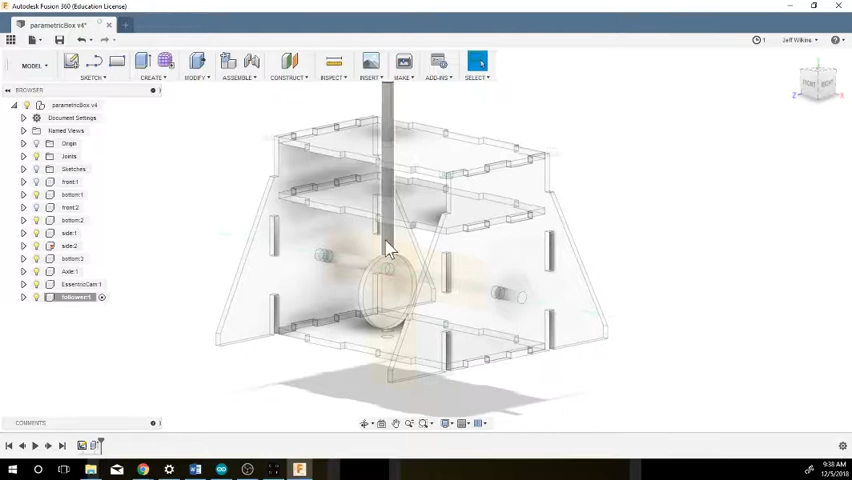 Autodesk Fusion 360 (Education License)
parametricBox v4*
1 Jeff Wilkins
MODEL SKETCH CREATE MODIFY ASSEMBLE CONSTRUCT INSPECT INSERT MAKE ADD-INS SELECT
FRONT RIGHT
Z X
BROWSER
parametricBox v4
Document Settings
Named Views
Origin
Joints
Sketches
front:1
bottom:1
front:2
bottom:2
side:1
side:2
bottom:3
Axle:1
EssentricCam:1
follower:1
COMMENTS
9:38 AM
12/5/2018